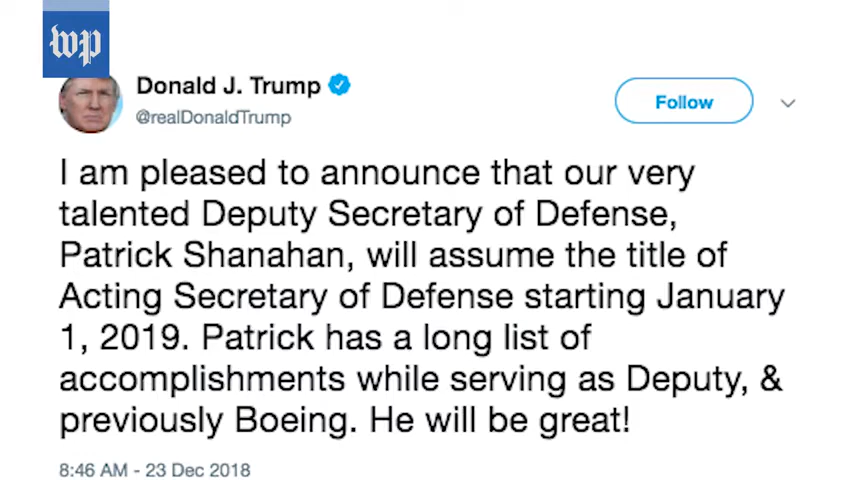 wp
Donald J. Trump
@realDonaldTrump
Follow
I am pleased to announce that our very
talented Deputy Secretary of Defense,
Patrick Shanahan, will assume the title of
Acting Secretary of Defense starting January
1, 2019. Patrick has a long list of
accomplishments while serving as Deputy, &
previously Boeing. He will be great!
8:46 AM - 23 Dec 2018